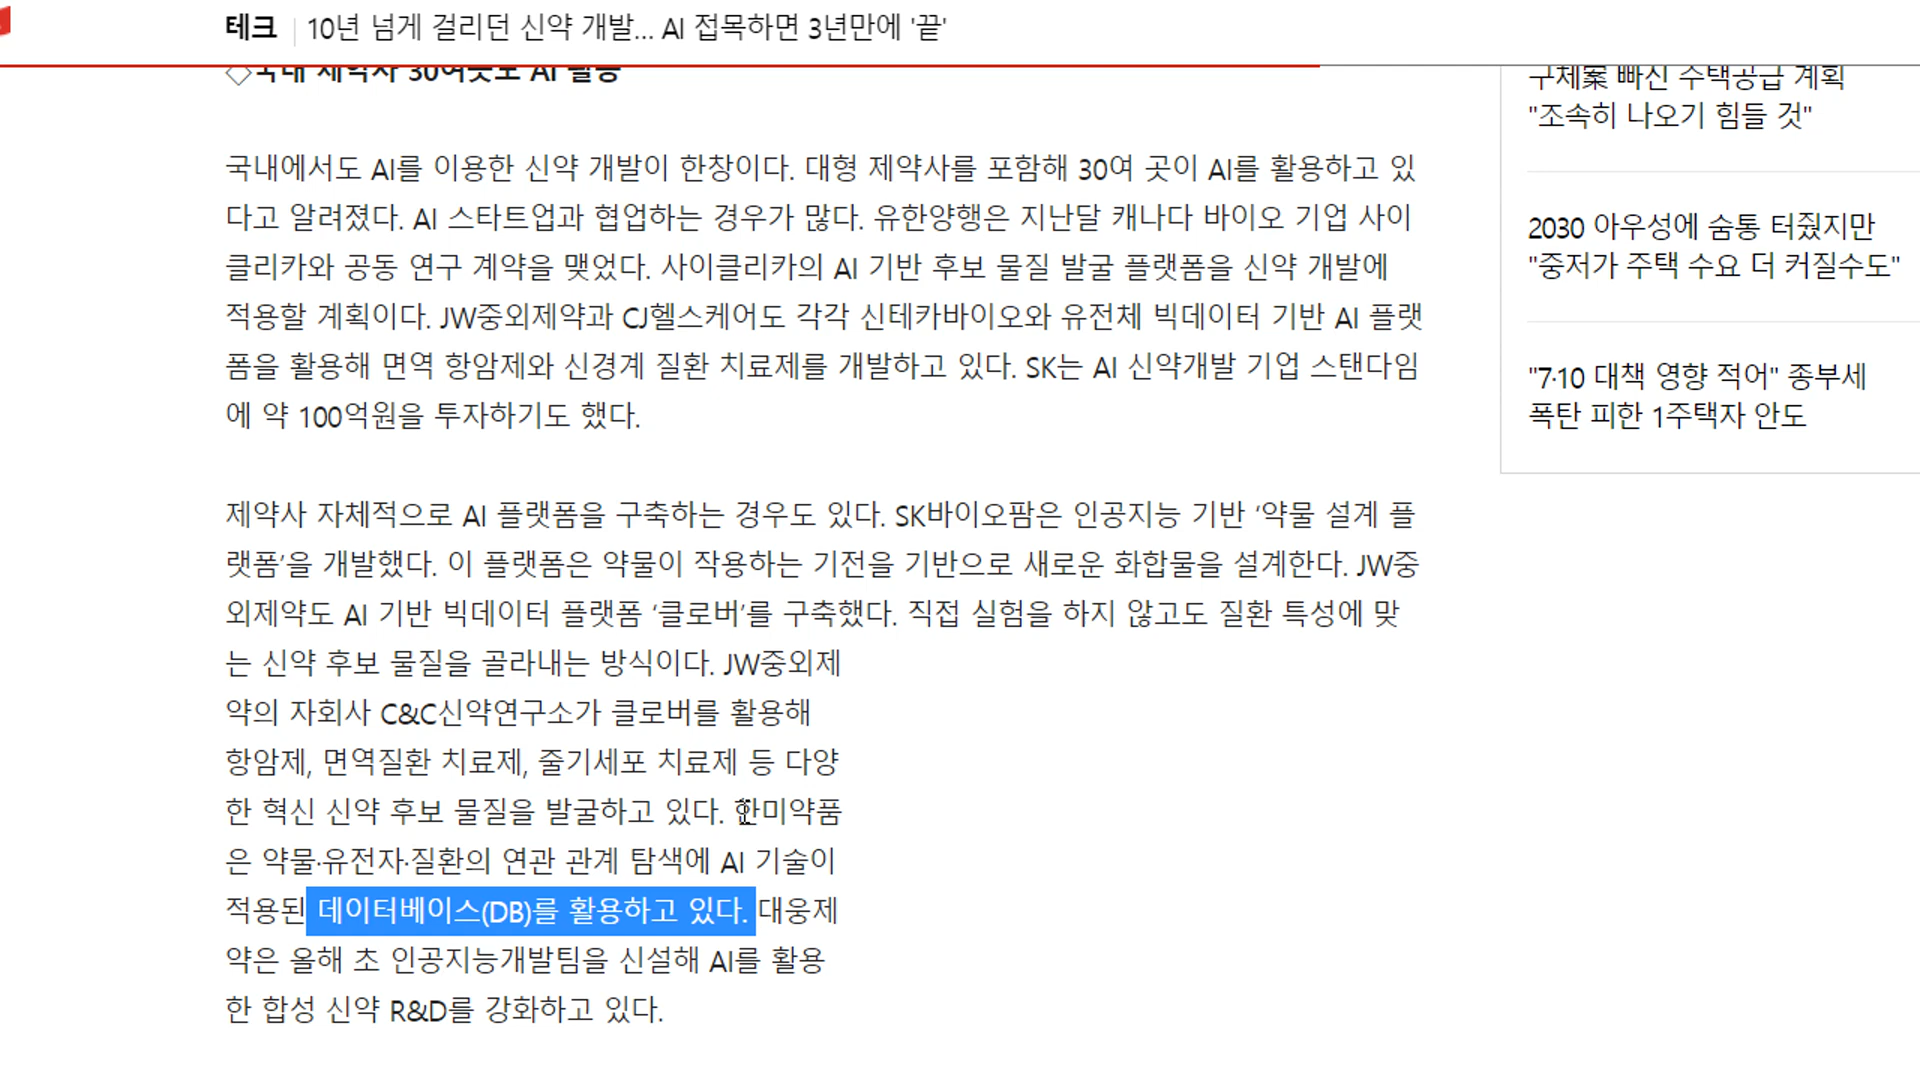 테크 10년 넘게 걸리던 신약 개발... AI 접목하면 3년만에 '끝'
◇국내 제약사 30여곳도 AI 활용
국내에서도 AI를 이용한 신약 개발이 한창이다. 대형 제약사를 포함해 30여 곳이 AI를 활용하고 있
다고 알려졌다. AI 스타트업과 협업하는 경우가 많다. 유한양행은 지난달 캐나다 바이오 기업 사이
클리카와 공동 연구 계약을 맺었다. 사이클리카의 AI 기반 후보 물질 발굴 플랫폼을 신약 개발에
적용할 계획이다. JW중외제약과 CJ헬스케어도 각각 신테카바이오와 유전체 빅데이터 기반 AI 플랫
폼을 활용해 면역 항암제와 신경계 질환 치료제를 개발하고 있다. SK는 AI 신약개발 기업 스탠다임
에 약 100억원을 투자하기도 했다.
제약사 자체적으로 AI 플랫폼을 구축하는 경우도 있다. SK바이오팜은 인공지능 기반 ‘약물 설계 플
랫폼’을 개발했다. 이 플랫폼은 약물이 작용하는 기전을 기반으로 새로운 화합물을 설계한다. JW중
외제약도 AI 기반 빅데이터 플랫폼 ‘클로버’를 구축했다. 직접 실험을 하지 않고도 질환 특성에 맞
는 신약 후보 물질을 골라내는 방식이다. JW중외제
약의 자회사 C&C신약연구소가 클로버를 활용해
항암제, 면역질환 치료제, 줄기세포 치료제 등 다양
한 혁신 신약 후보 물질을 발굴하고 있다. 한미약품
은 약물·유전자·질환의 연관 관계 탐색에 AI 기술이
적용된 데이터베이스(DB)를 활용하고 있다. 대웅제
약은 올해 초 인공지능개발팀을 신설해 AI를 활용
한 합성 신약 R&D를 강화하고 있다.
구체案 빠진 주택공급 계획
"조속히 나오기 힘들 것"
2030 아우성에 숨통 터줬지만
"중저가 주택 수요 더 커질수도"
"7·10 대책 영향 적어" 종부세
폭탄 피한 1주택자 안도